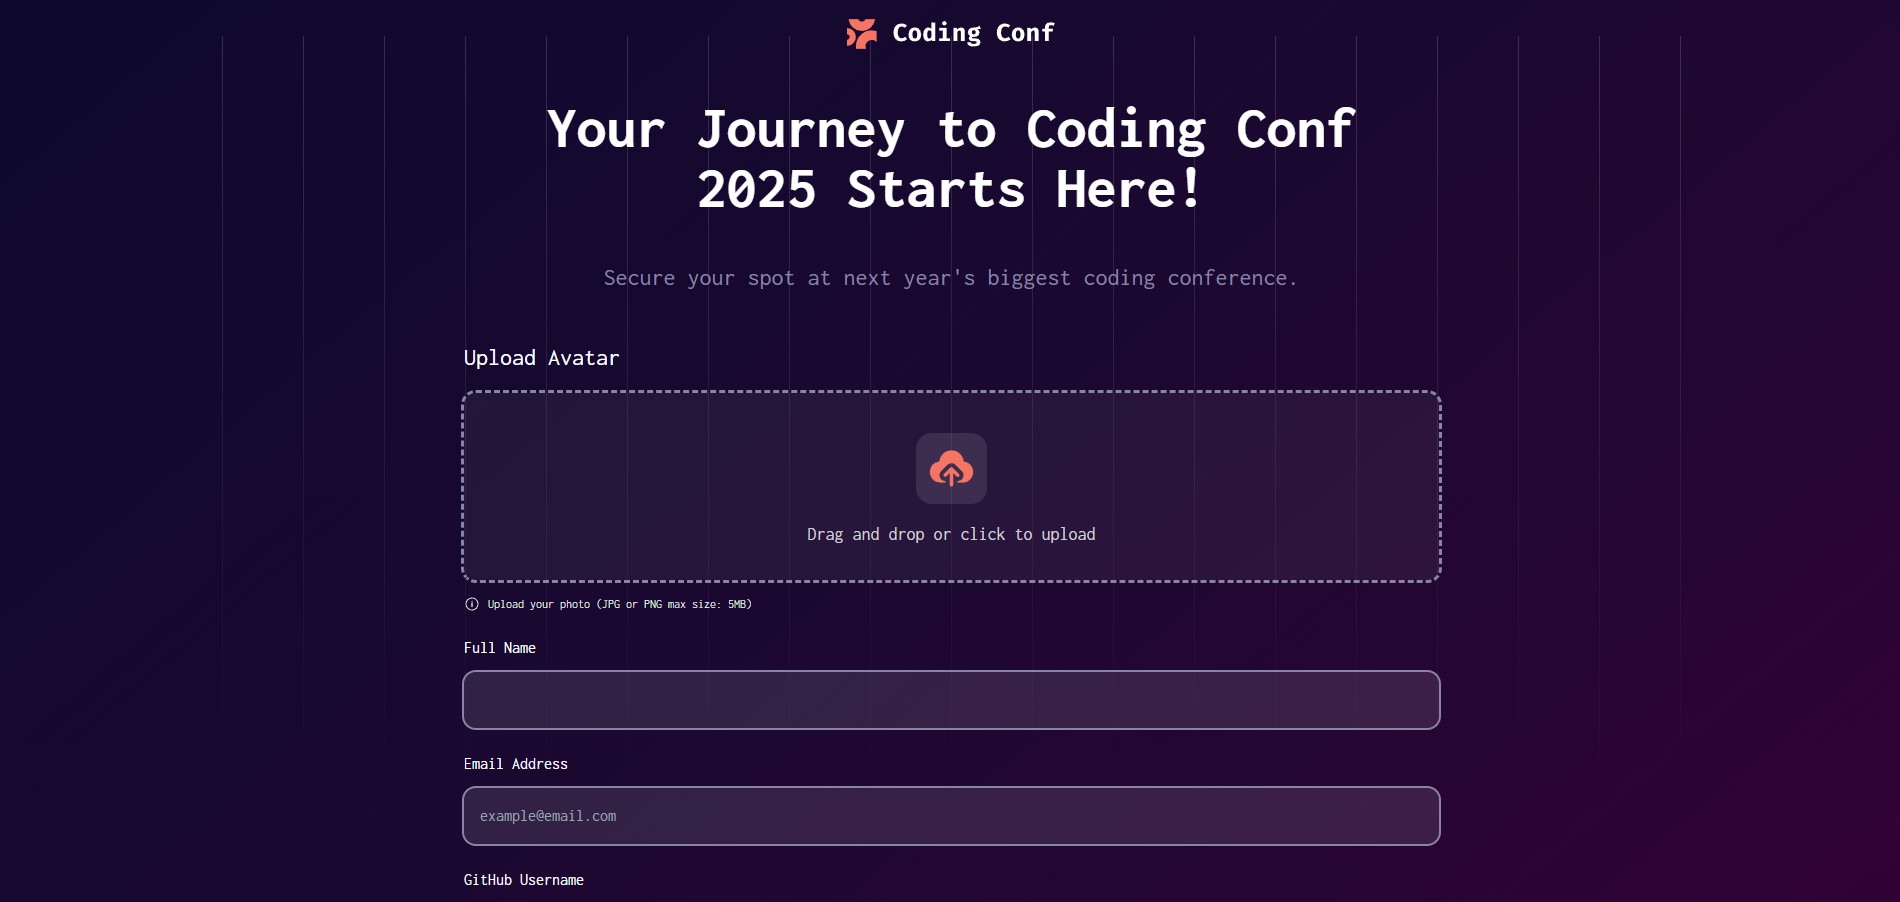 Coding Conf
Your Journey to Coding Conf
2025 Starts Here!
Secure your spot at next year's biggest coding conference.
Upload Avatar
Drag and drop or click to upload
Upload your photo (JPG or PNG max size: 5MB)
Full Name
Email Address
example@email.com
GitHub Username